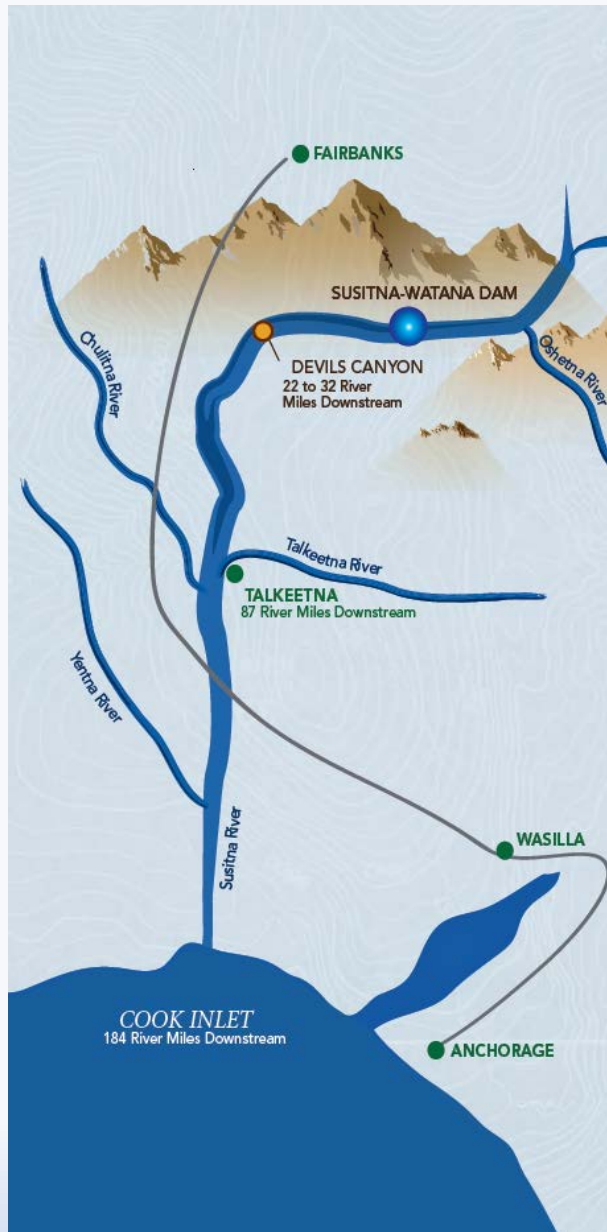 FAIRBANKS
SUSITNA-WATANA DAM
DEVILS CANYON
22 to 32 River
Miles Downstream
Chulitna River
Oshetna River
Talkeetna River
TALKEETNA
87 River Miles Downstream
Yentna River
Susitna River
WASILLA
COOK INLET
184 River Miles Downstream
ANCHORAGE